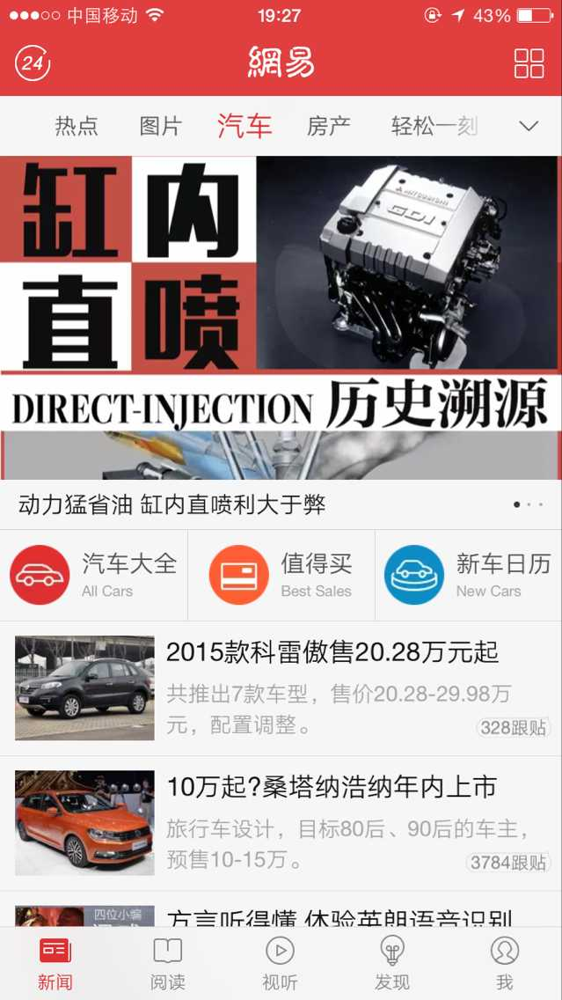 中国移动 19:27 43%
24 網易
热点 图片 汽车 房产 轻松一刻
缸内
直喷
MITSUBISHI
GDI
DIRECT-INJECTION 历史溯源
动力猛省油 缸内直喷利大于弊
汽车大全 值得买 新车日历
All Cars Best Sales New Cars
2015款科雷傲售20.28万元起
共推出7款车型，售价20.28-29.98万
元，配置调整。 328跟贴
10万起?桑塔纳浩纳年内上市
旅行车设计，目标80后、90后的车主，
预售10-15万。 3784跟贴
四位小编
方言听得懂 体验英朗语音识别
新闻 阅读 视听 发现 我